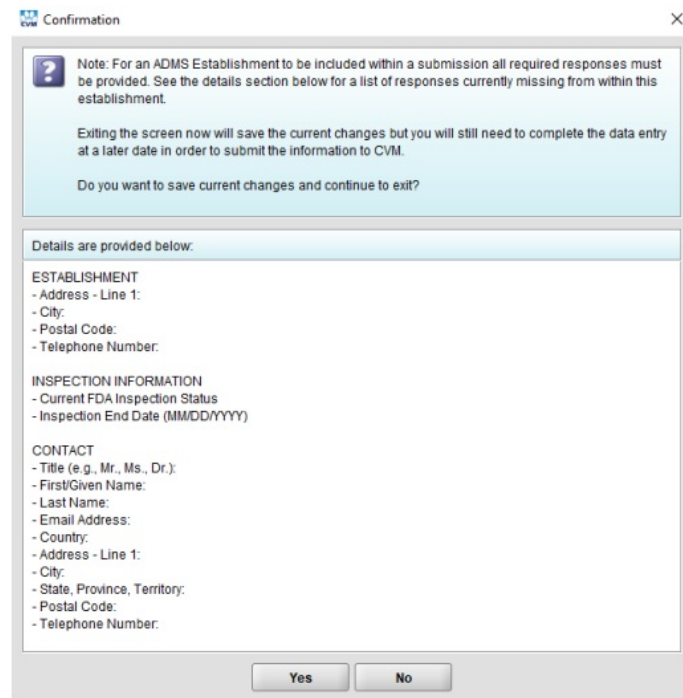 CVM Confirmation
Note: For an ADMS Establishment to be included within a submission all required responses must
be provided. See the details section below for a list of responses currently missing from within this
establishment.
Exiting the screen now will save the current changes but you will still need to complete the data entry
at a later date in order to submit the information to CVM.
Do you want to save current changes and continue to exit?
Details are provided below:
ESTABLISHMENT
- Address - Line 1:
- City:
- Postal Code:
- Telephone Number:
INSPECTION INFORMATION
- Current FDA Inspection Status
- Inspection End Date (MM/DD/YYYY)
CONTACT
- Title (e.g., Mr., Ms., Dr.):
- First/Given Name:
- Last Name:
- Email Address:
- Country:
- Address - Line 1:
- City:
- State, Province, Territory:
- Postal Code:
- Telephone Number:
Yes No